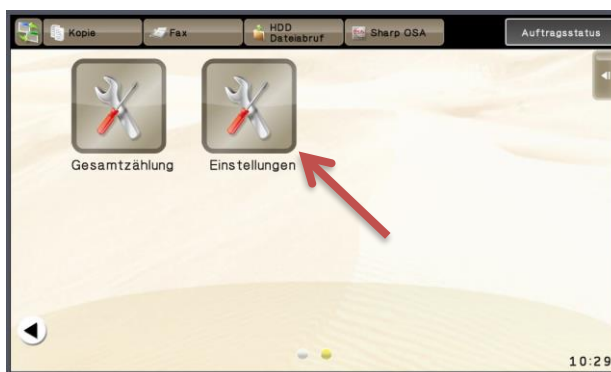 Kopie
Fax
HDD
Dateiabruf
Sharp OSA
Auftragsstatus
Gesamtzählung
Einstellungen
10:29